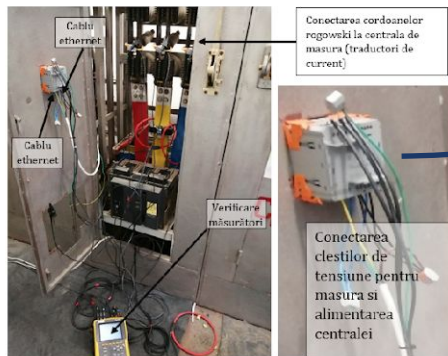 Cablu
ethernet
Conectarea cordoanelor
rogowski la centrala de
masura (traductori de
current)
Cablu
ethernet
Verificare
măsurători
Conectarea
clestilor de
tensiune pentru
masura si
alimentarea
centralei